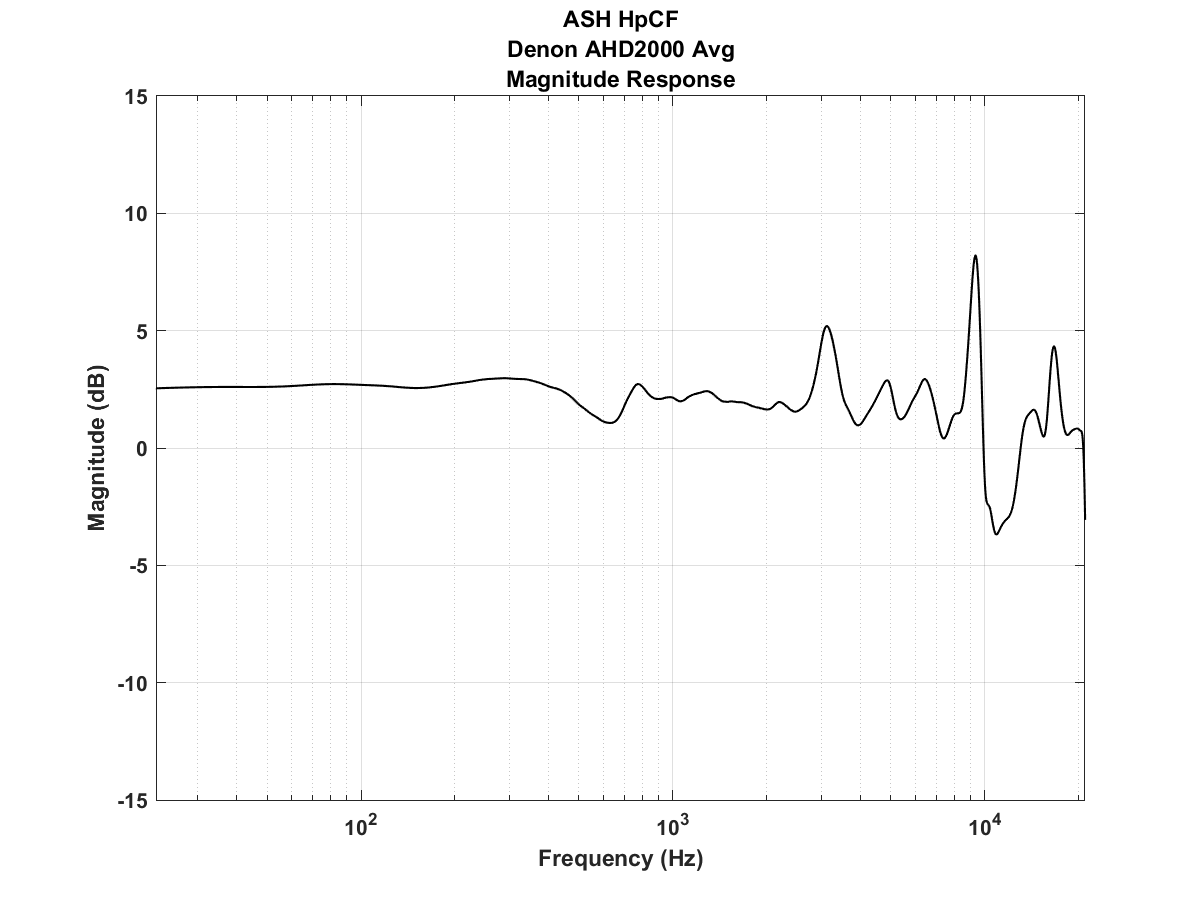 ASH HpCF
Denon AHD2000 Avg
Magnitude Response
15
10
5
0
-5
-10
-15
Magnitude (dB)
10² 10³ 10⁴
Frequency (Hz)